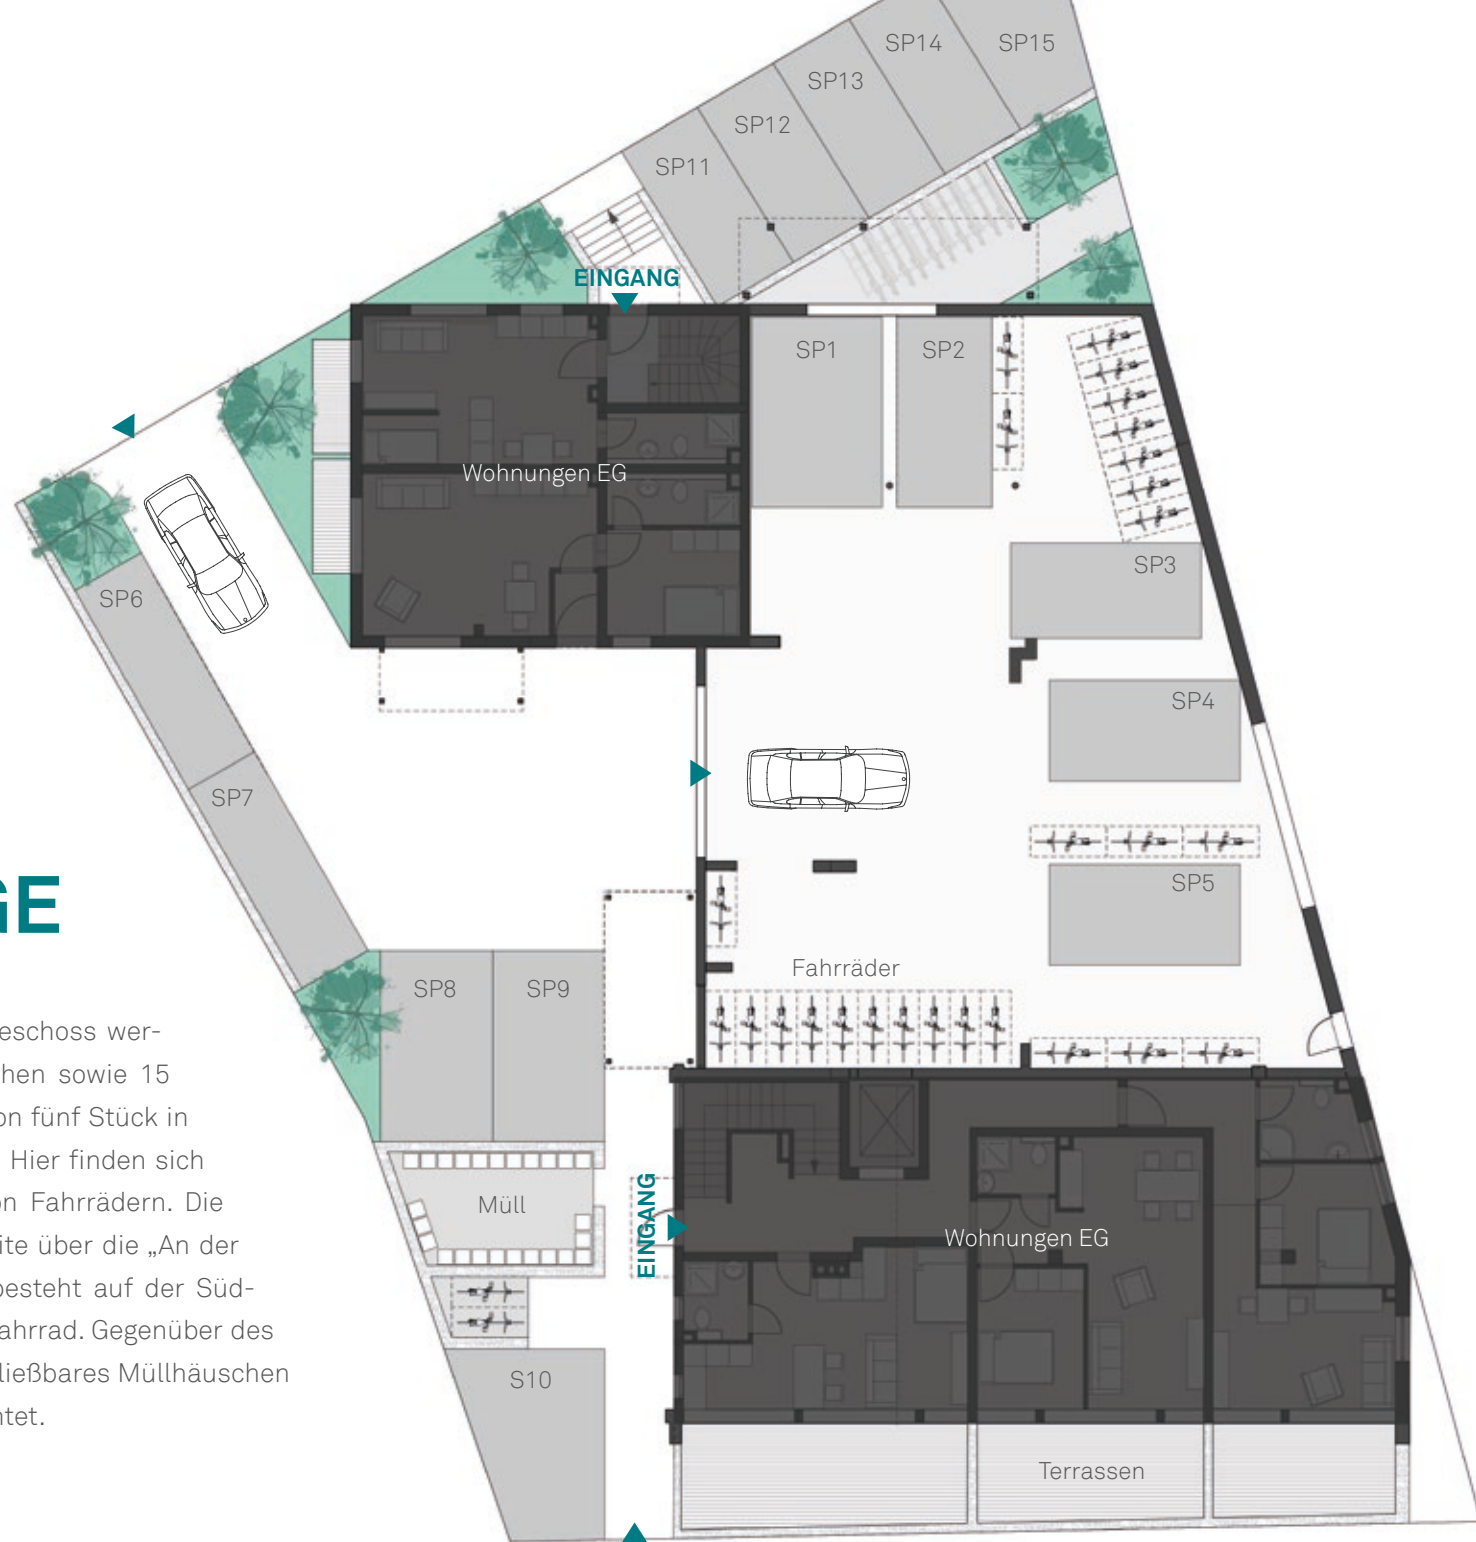 SP14
SP15
SP13
SP12
SP11
EINGANG
SP1
SP2
Wohnungen EG
SP3
SP6
SP4
SP7
GE
SP5
Fahrräder
SP8
SP9
eschoss wer-
hen sowie 15
on fünf Stück in
Hier finden sich
on Fahrrädern. Die
ite über die „An der
besteht auf der Süd-
ahrrad. Gegenüber des
ließbares Müllhäuschen
ntet.
Müll
EINGANG
Wohnungen EG
S10
Terrassen